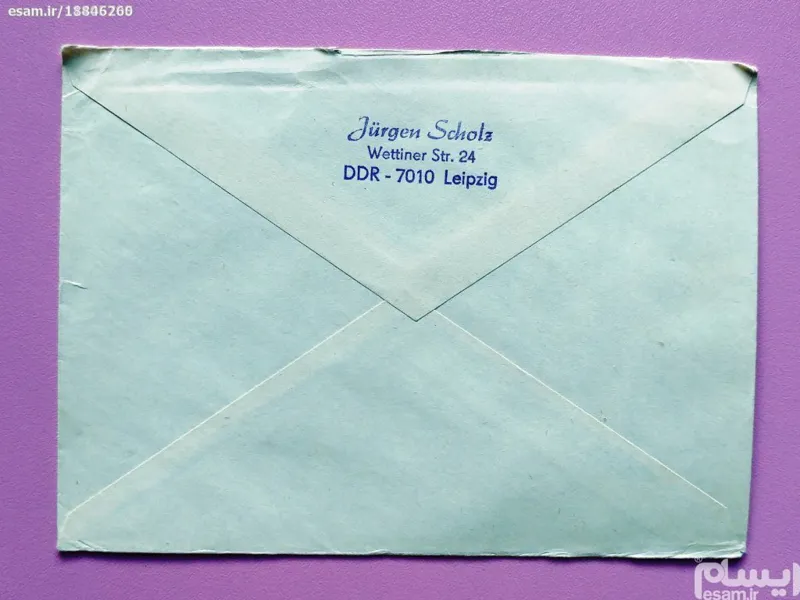 esam.ir/18846260
Jürgen Scholz
Wettiner Str. 24
DDR - 7010 Leipzig
ایسام
esam.ir